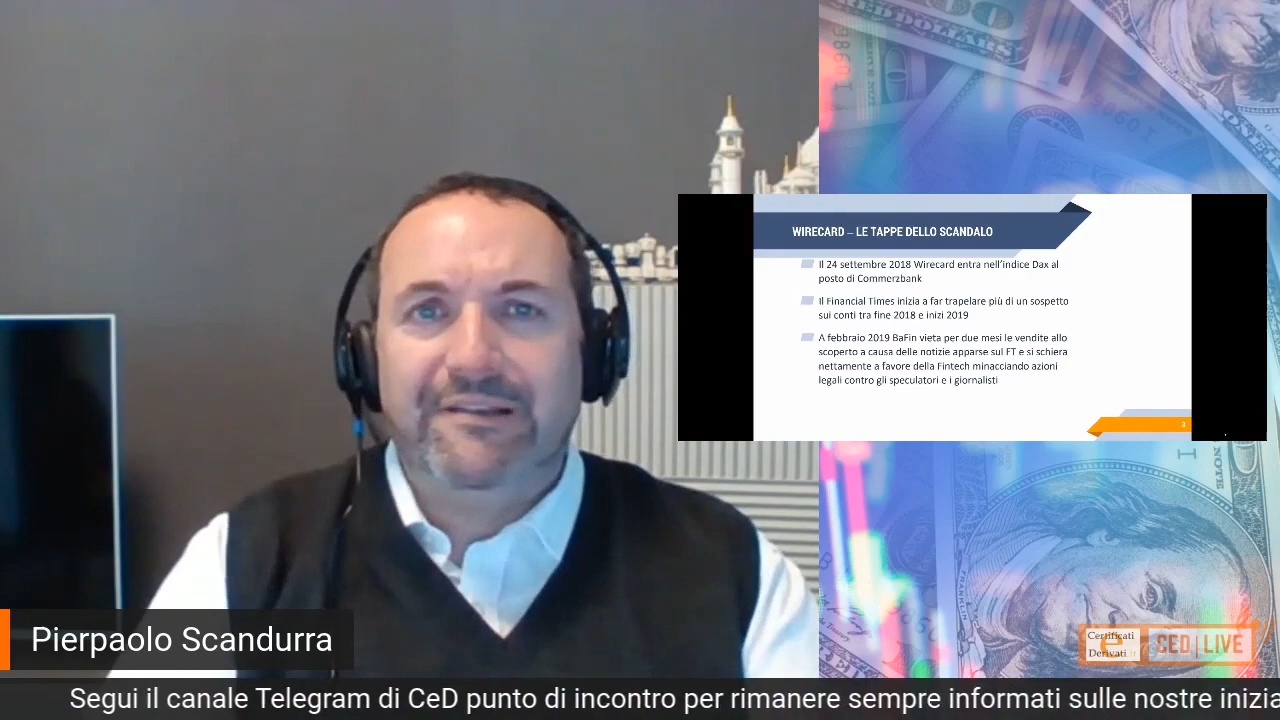 WIRECARD – LE TAPPE DELLO SCANDALO
Il 24 settembre 2018 Wirecard entra nell'indice Dax al
posto di Commerzbank
Il Financial Times inizia a far trapelare più di un sospetto
sui conti tra fine 2018 e inizi 2019
A febbraio 2019 BaFin vieta per due mesi le vendite allo
scoperto a causa delle notizie apparse sul FT e si schiera
nettamente a favore della Fintech minacciando azioni
legali contro gli speculatori e i giornalisti
3
Pierpaolo Scandurra
Certificati
Derivati
CED | LIVE
Segui il canale Telegram di CeD punto di incontro per rimanere sempre informati sulle nostre inizia